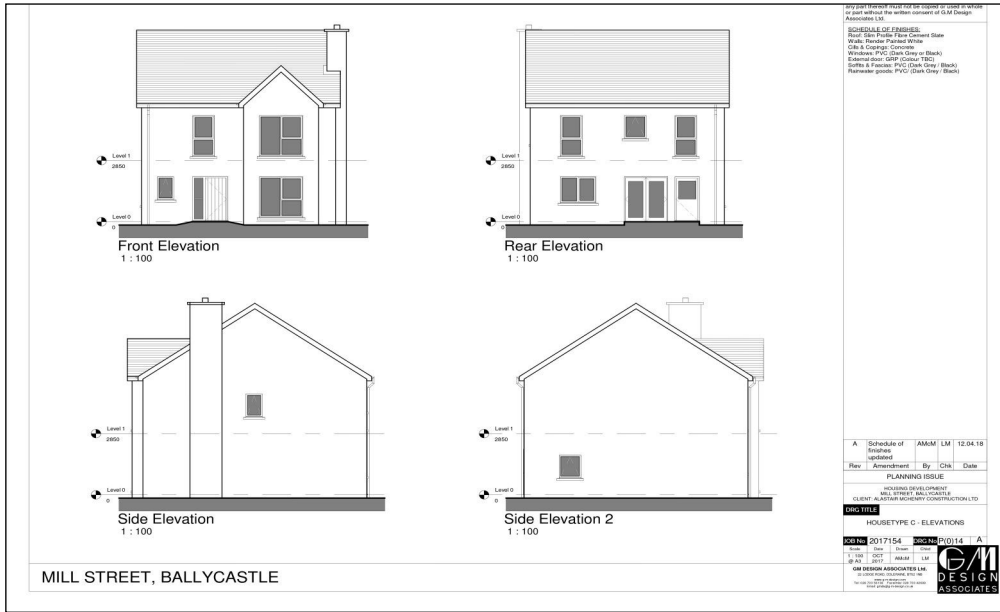 any part thereof must not be copied or used in whole
or part without the written consent of G.M Design
Associates Ltd.
SCHEDULE OF FINISHES:
Roof: Slim Profile Fibre Cement Slate
Walls: Render Painted White
Cills & Copings: Concrete
Windows: PVC (Dark Grey or Black)
External door: GRP (Colour TBC)
Soffits & Fascias: PVC (Dark Grey / Black)
Rainwater goods: PVC/ (Dark Grey / Black)
Level 1
2850
Level 0
0
Front Elevation
1 : 100
Level 1
2850
Level 0
0
Rear Elevation
1 : 100
Level 1
2850
Level 0
0
Side Elevation
1 : 100
Level 1
2850
Level 0
0
Side Elevation 2
1 : 100
A Schedule of finishes updated AMcM LM 12.04.18
Rev Amendment By Chk Date
PLANNING ISSUE
HOUSING DEVELOPMENT
MILL STREET, BALLYCASTLE
CLIENT: ALASTAIR MCHENRY CONSTRUCTION LTD
DRG TITLE
HOUSETYPE C - ELEVATIONS
JOB No 2017154 DRG No P(0)14 A
Scale Date Drawn Chkd
1 : 100 @ A3 OCT 2017 AMcM LM
GM DESIGN ASSOCIATES Ltd.
GM
DESIGN
ASSOCIATES
MILL STREET, BALLYCASTLE